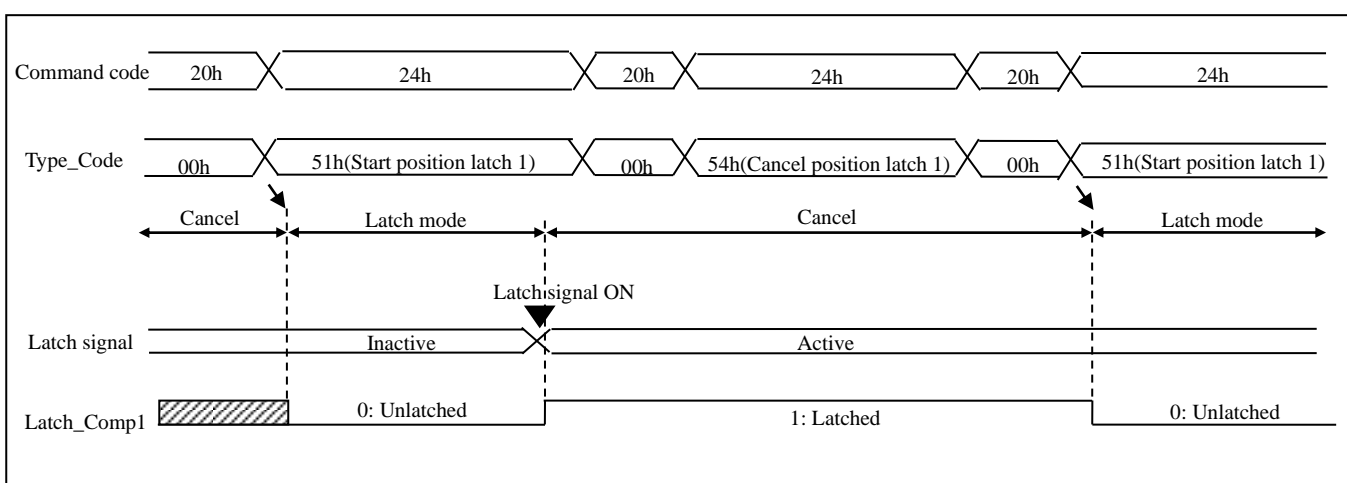 Command code 20h 24h 20h 24h 20h 24h
Type_Code 00h 51h(Start position latch 1) 00h 54h(Cancel position latch 1) 00h 51h(Start position latch 1)
Cancel Latch mode Cancel Latch mode
Latch signal ON
Latch signal Inactive Active
Latch_Comp1 0: Unlatched 1: Latched 0: Unlatched